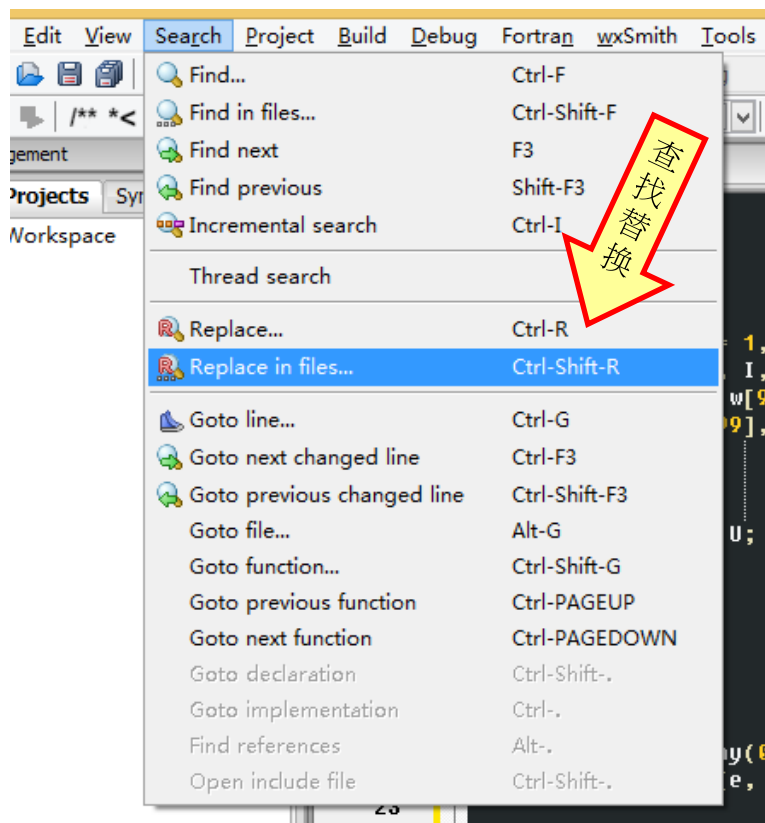 Edit View Search Project Build Debug Fortran wxSmith Tools
/** *<
Projects
Workspace
Find... Ctrl-F
Find in files... Ctrl-Shift-F
Find next F3
Find previous Shift-F3
Incremental search Ctrl-I
Thread search
Replace... Ctrl-R
Replace in files... Ctrl-Shift-R
Goto line... Ctrl-G
Goto next changed line Ctrl-F3
Goto previous changed line Ctrl-Shift-F3
Goto file... Alt-G
Goto function... Ctrl-Shift-G
Goto previous function Ctrl-PAGEUP
Goto next function Ctrl-PAGEDOWN
Goto declaration Ctrl-Shift-.
Goto implementation Ctrl-.
Find references Alt-.
Open include file Ctrl-Shift-.
查找替换
1,
I,
w[9
9],
U;
e,
23